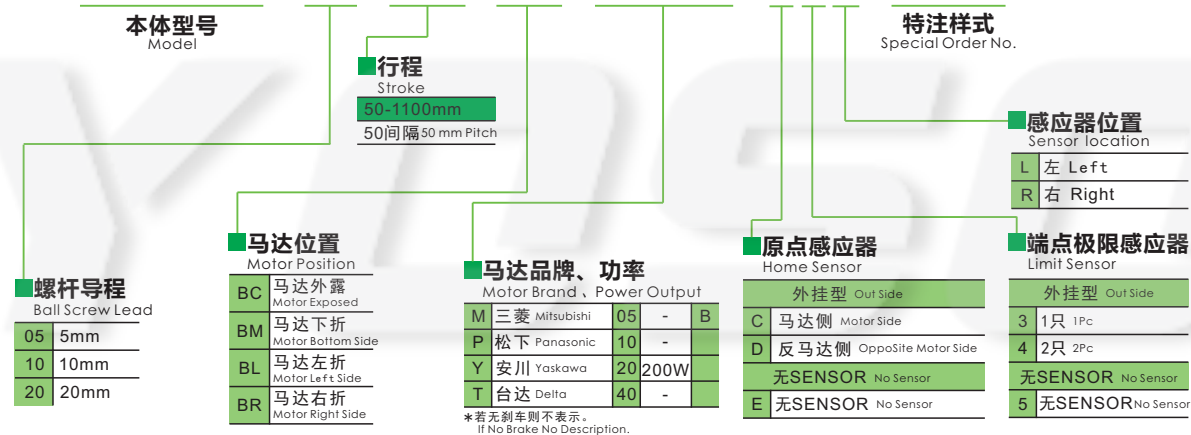 本体型号
Model
特注样式
Special Order No.
行程
Stroke
50-1100mm
50间隔50 mm Pitch
感应器位置
Sensor location
L 左 Left
R 右 Right
螺杆导程
Ball Screw Lead
05 5mm
10 10mm
20 20mm
马达位置
Motor Position
BC 马达外露
Motor Exposed
BM 马达下折
Motor Bottom Side
BL 马达左折
Motor Left Side
BR 马达右折
Motor Right Side
马达品牌、功率
Motor Brand 、Power Output
M 三菱 Mitsubishi 05 - B
P 松下 Panasonic 10 -
Y 安川 Yaskawa 20 200W
T 台达 Delta 40 -
*若无刹车则不表示。
If No Brake No Description.
原点感应器
Home Sensor
外挂型 Out Side
C 马达侧 Motor Side
D 反马达侧 OppoSite Motor Side
无SENSOR No Sensor
E 无SENSOR No Sensor
端点极限感应器
Limit Sensor
外挂型 Out Side
3 1只 1Pc
4 2只 2Pc
无SENSOR No Sensor
5 无SENSOR No Sensor